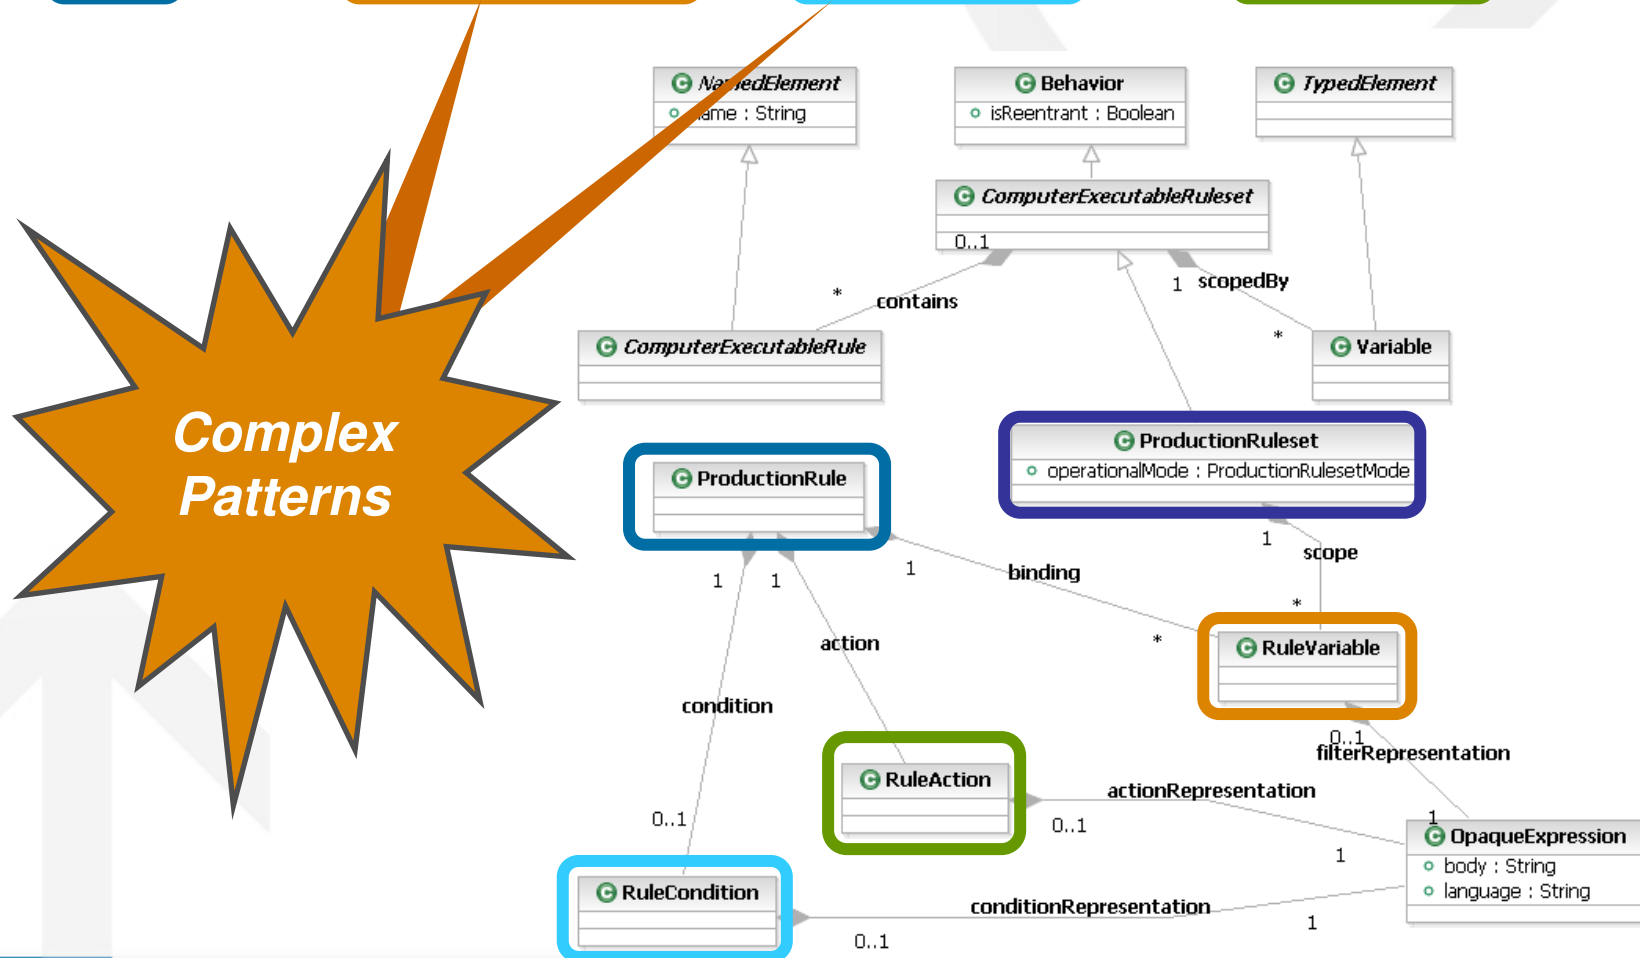 NamedElement
name : String
Behavior
isReentrant : Boolean
TypedElement
ComputerExecutableRuleset
0..1
1
scopedBy
*
contains
*
ComputerExecutableRule
Variable
Complex
Patterns
ProductionRuleset
operationalMode : ProductionRulesetMode
ProductionRule
1
scope
*
1
1
1
binding
*
action
RuleVariable
condition
0..1
filterRepresentation
1
RuleAction
actionRepresentation
0..1
1
0..1
OpaqueExpression
body : String
language : String
RuleCondition
conditionRepresentation
0..1
1